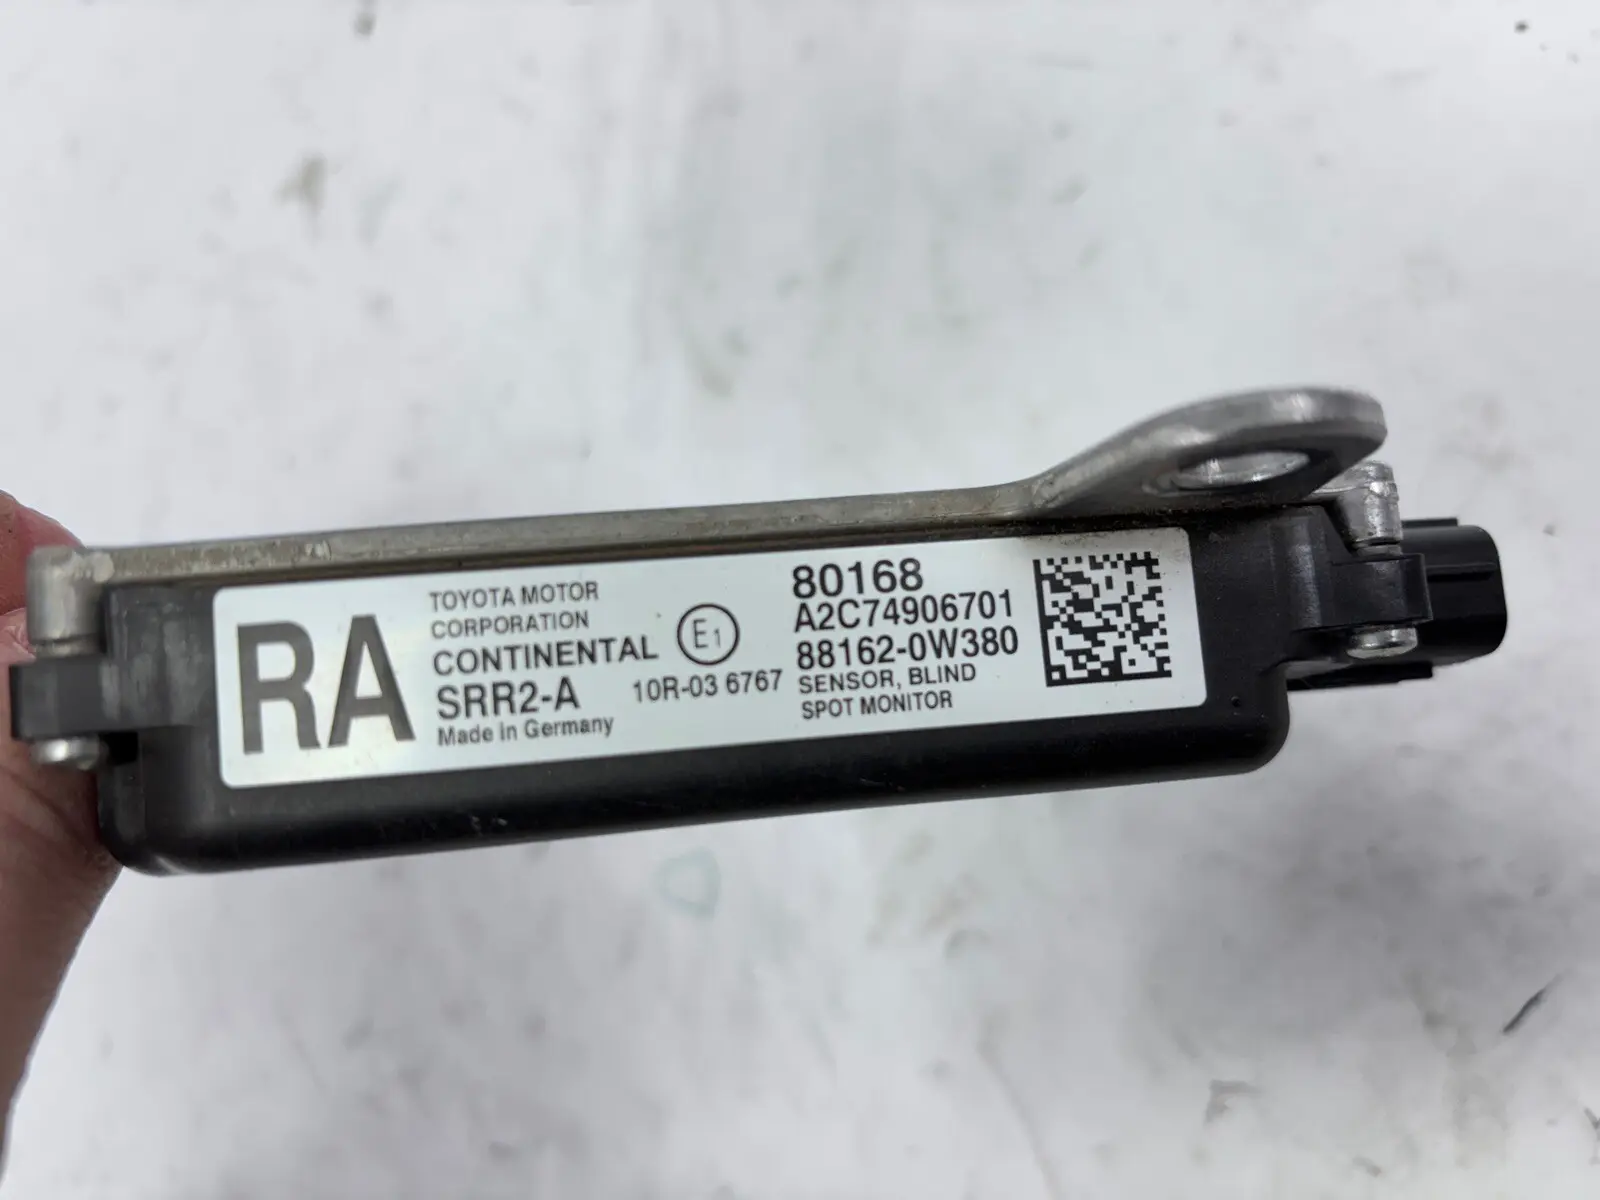 RA
TOYOTA MOTOR
CORPORATION
CONTINENTAL
SRR2-A
Made in Germany
E1
10R-03 6767
80168
A2C74906701
88162-0W380
SENSOR, BLIND
SPOT MONITOR